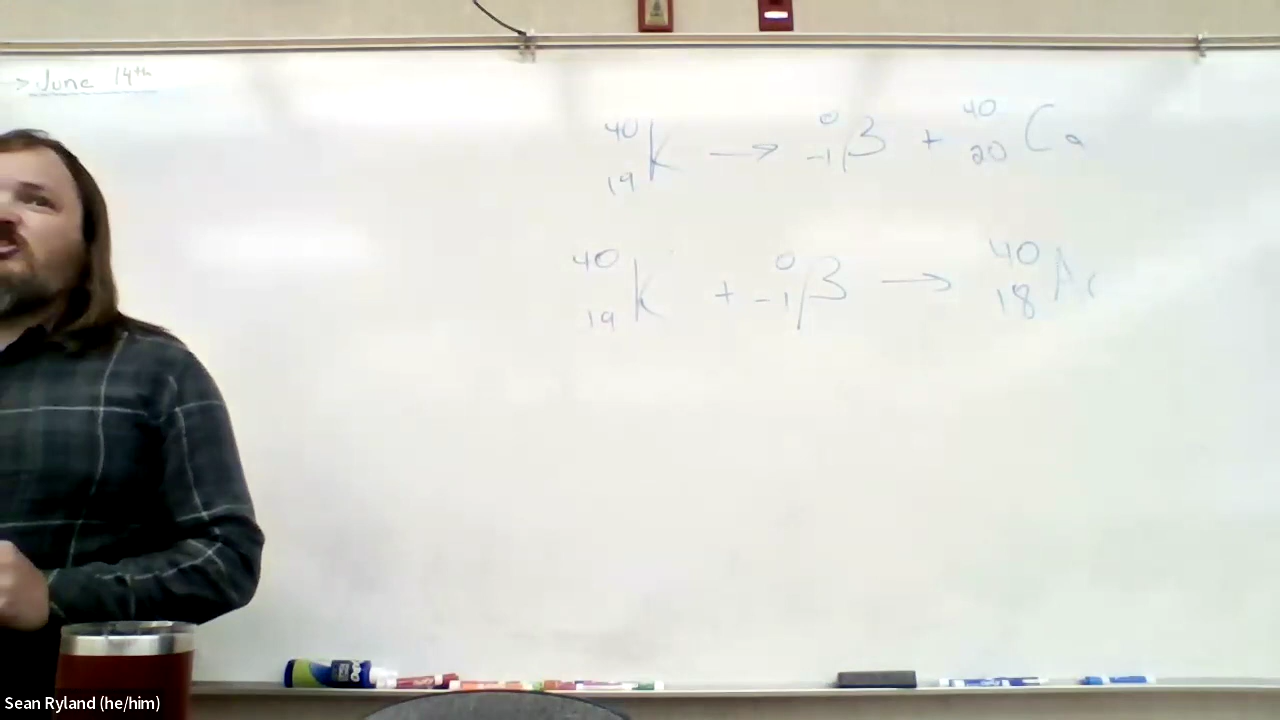 > June 14th
40 19 K → 0 -1 β + 40 20 Ca
40 19 K + 0 -1 β → 40 18 Ar
EXPO
Sean Ryland (he/him)